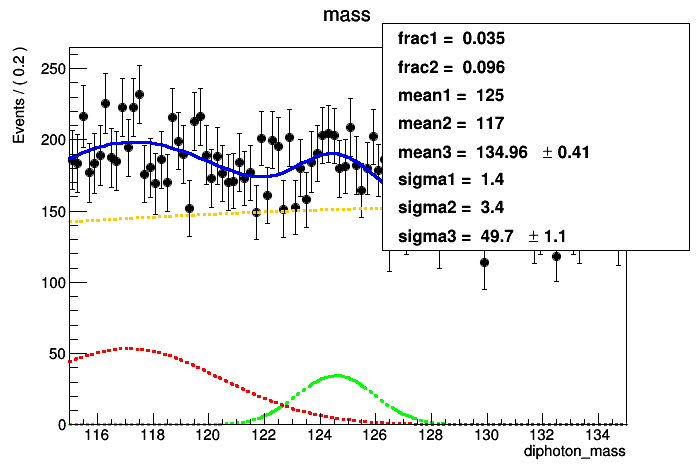 mass
Events / ( 0.2 )
250
200
150
100
50
0
frac1 = 0.035
frac2 = 0.096
mean1 = 125
mean2 = 117
mean3 = 134.96 ± 0.41
sigma1 = 1.4
sigma2 = 3.4
sigma3 = 49.7 ± 1.1
116 118 120 122 124 126 128 130 132 134
diphoton_mass